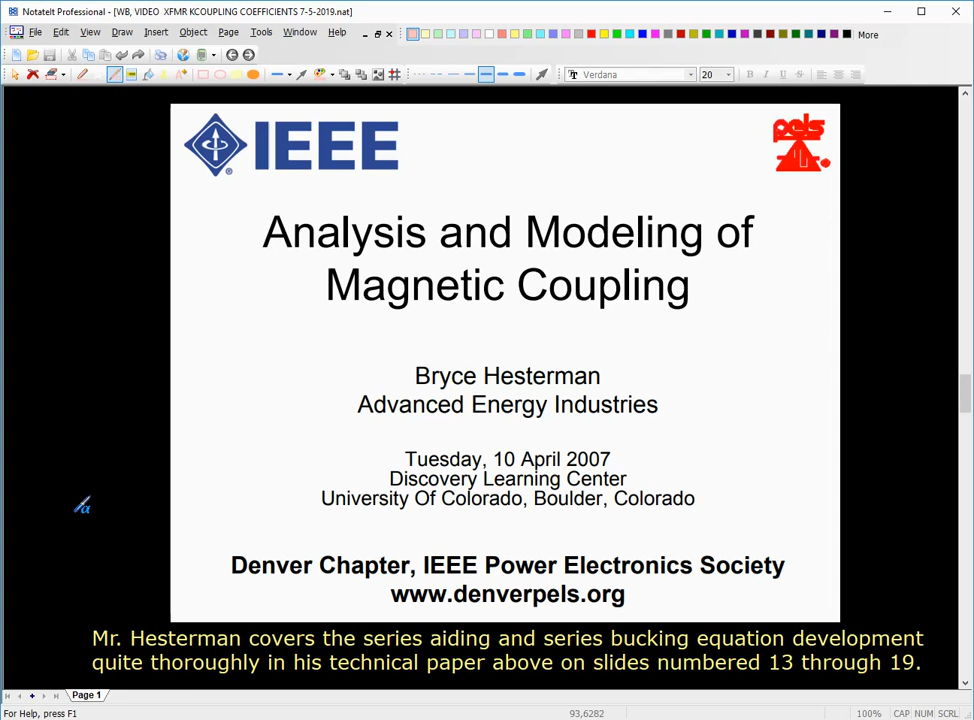 NotateIt Professional - [WB, VIDEO XFMR KCOUPLING COEFFICIENTS 7-5-2019.nat]
File Edit View Draw Insert Object Page Tools Window Help
More
Verdana 20 B I U S
IEEE
®
pels
Analysis and Modeling of
Magnetic Coupling
Bryce Hesterman
Advanced Energy Industries
Tuesday, 10 April 2007
Discovery Learning Center
University Of Colorado, Boulder, Colorado
Denver Chapter, IEEE Power Electronics Society
www.denverpels.org
Mr. Hesterman covers the series aiding and series bucking equation development
quite thoroughly in his technical paper above on slides numbered 13 through 19.
Page 1
For Help, press F1 93,6282 100% CAP NUM SCRL